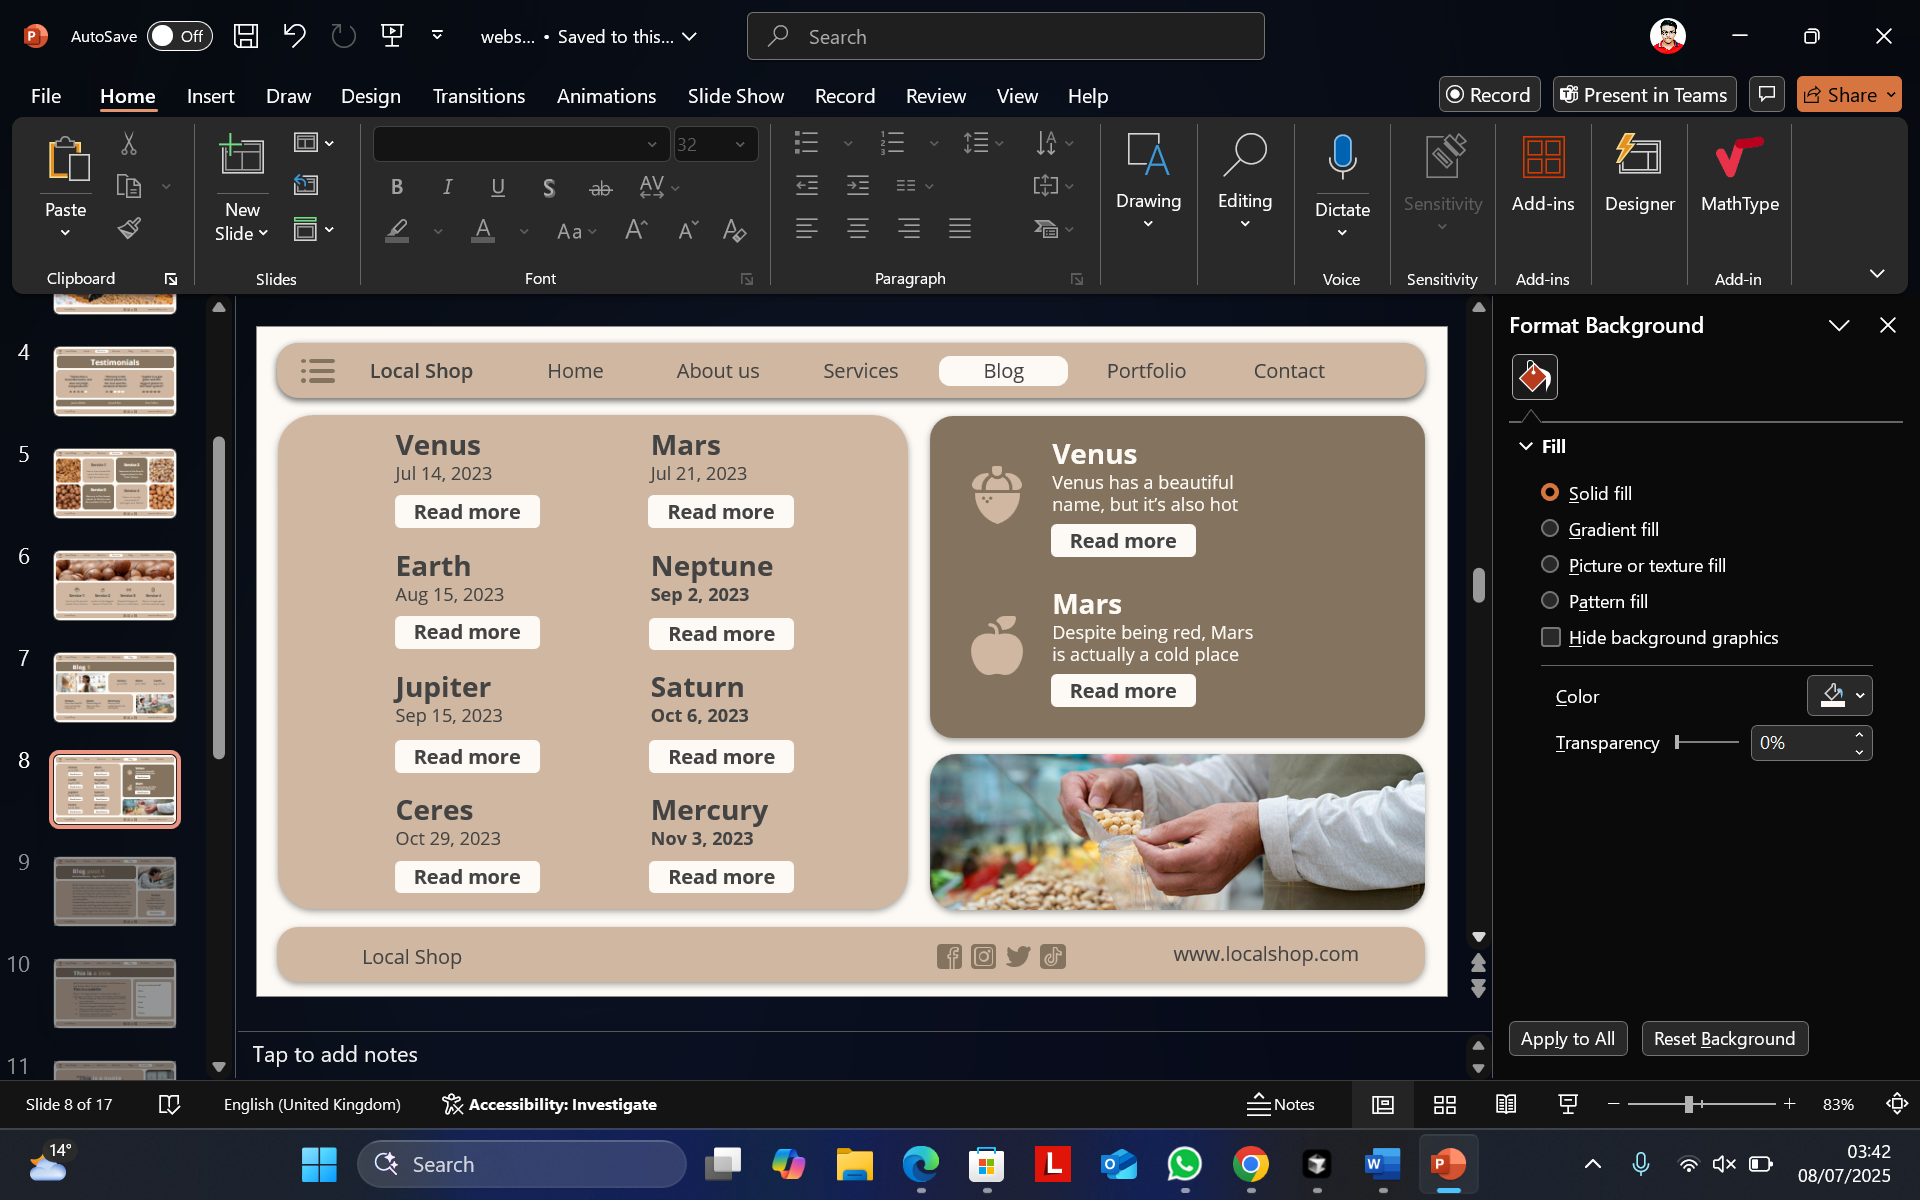 AutoSave Off webs... • Saved to this... Search
File Home Insert Draw Design Transitions Animations Slide Show Record Review View Help Record Present in Teams Share
Paste
Clipboard
New
Slide
Slides
32
Font
Paragraph
Drawing
Editing
Dictate
Voice
Sensitivity
Sensitivity
Add-ins
Add-ins
Designer
MathType
Add-in
4
Testimonials
5
6
7
Blog 1
8
9
10
11
Local Shop Home About us Services Blog Portfolio Contact
Venus
Jul 14, 2023
Read more
Mars
Jul 21, 2023
Read more
Earth
Aug 15, 2023
Read more
Neptune
Sep 2, 2023
Read more
Jupiter
Sep 15, 2023
Read more
Saturn
Oct 6, 2023
Read more
Ceres
Oct 29, 2023
Read more
Mercury
Nov 3, 2023
Read more
Venus
Venus has a beautiful
name, but it's also hot
Read more
Mars
Despite being red, Mars
is actually a cold place
Read more
Local Shop www.localshop.com
Tap to add notes
Format Background
Fill
Solid fill
Gradient fill
Picture or texture fill
Pattern fill
Hide background graphics
Color
Transparency 0%
Apply to All Reset Background
Slide 8 of 17 English (United Kingdom) Accessibility: Investigate Notes 83%
14° Search 03:42
08/07/2025